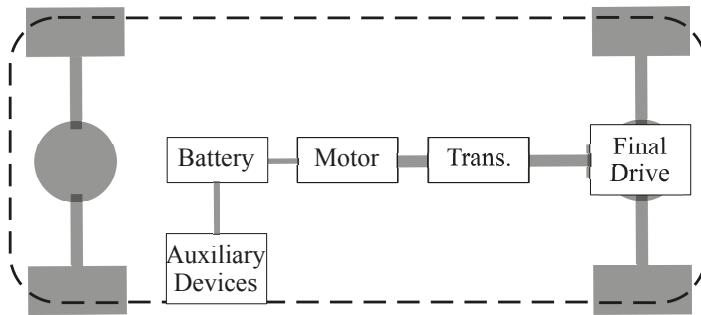 Battery
Motor
Trans.
Final
Drive
Auxiliary
Devices